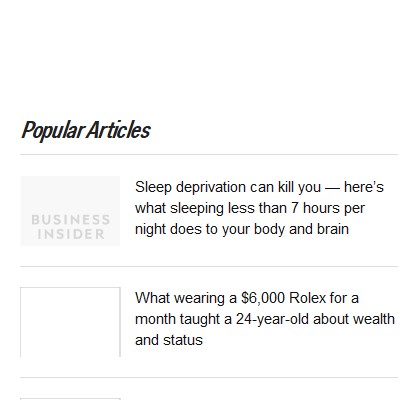 Popular Articles
Sleep deprivation can kill you — here's
what sleeping less than 7 hours per
night does to your body and brain
BUSINESS
INSIDER
What wearing a $6,000 Rolex for a
month taught a 24-year-old about wealth
and status